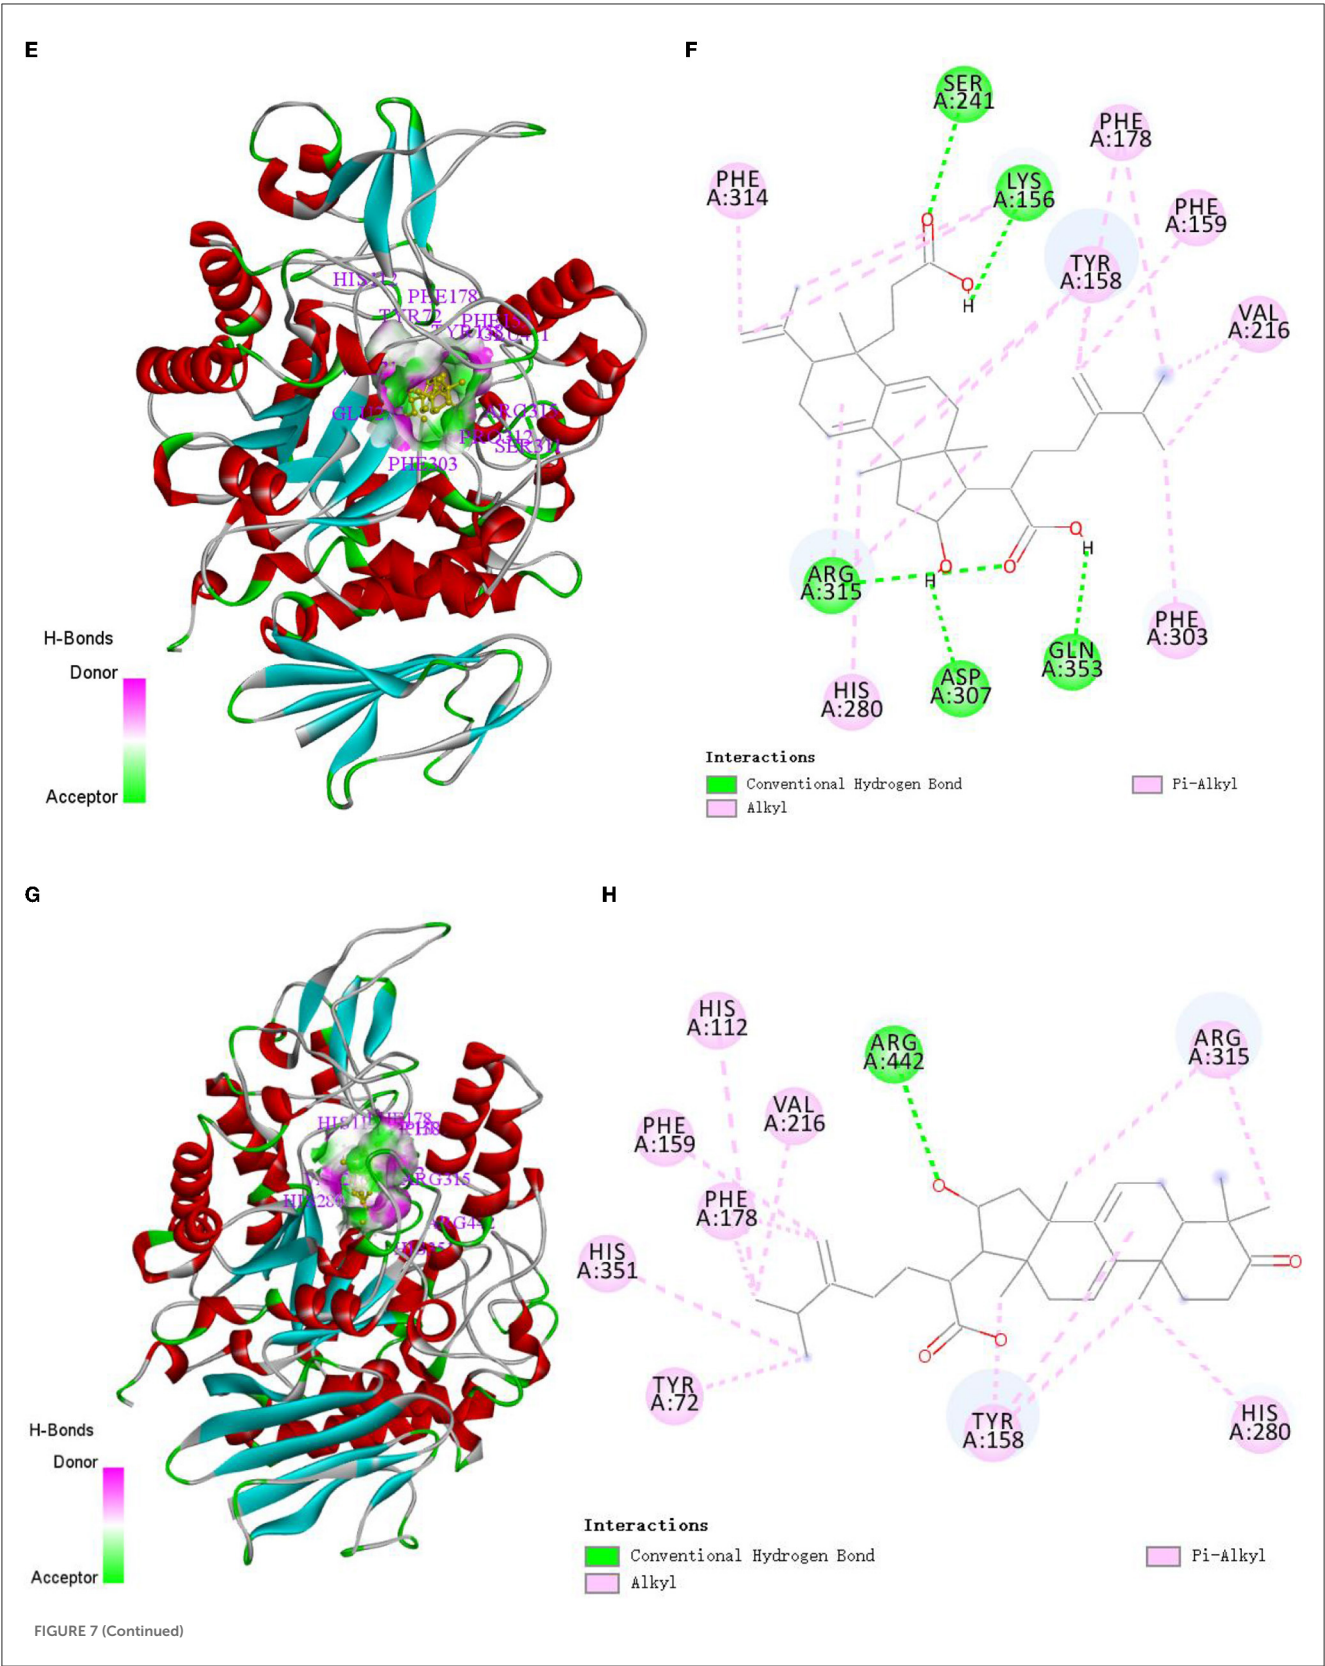 E
HIS112
PHE178
TYR72
ARG315
PRO312
SER311
PHE303
H-Bonds
Donor
Acceptor
F
SER
A:241
PHE
A:178
LYS
A:156
PHE
A:314
PHE
A:159
TYR
A:158
VAL
A:216
O
O
H
O
H
O
O
H
ARG
A:315
PHE
A:303
GLN
A:353
ASP
A:307
HIS
A:280
Interactions
Conventional Hydrogen Bond
Pi-Alkyl
Alkyl
G
ARG315
ARG442
H-Bonds
Donor
Acceptor
H
HIS
A:112
ARG
A:442
ARG
A:315
VAL
A:216
PHE
A:159
PHE
A:178
O
HIS
A:351
O
O
O
TYR
A:72
TYR
A:158
HIS
A:280
Interactions
Conventional Hydrogen Bond
Pi-Alkyl
Alkyl
FIGURE 7 (Continued)